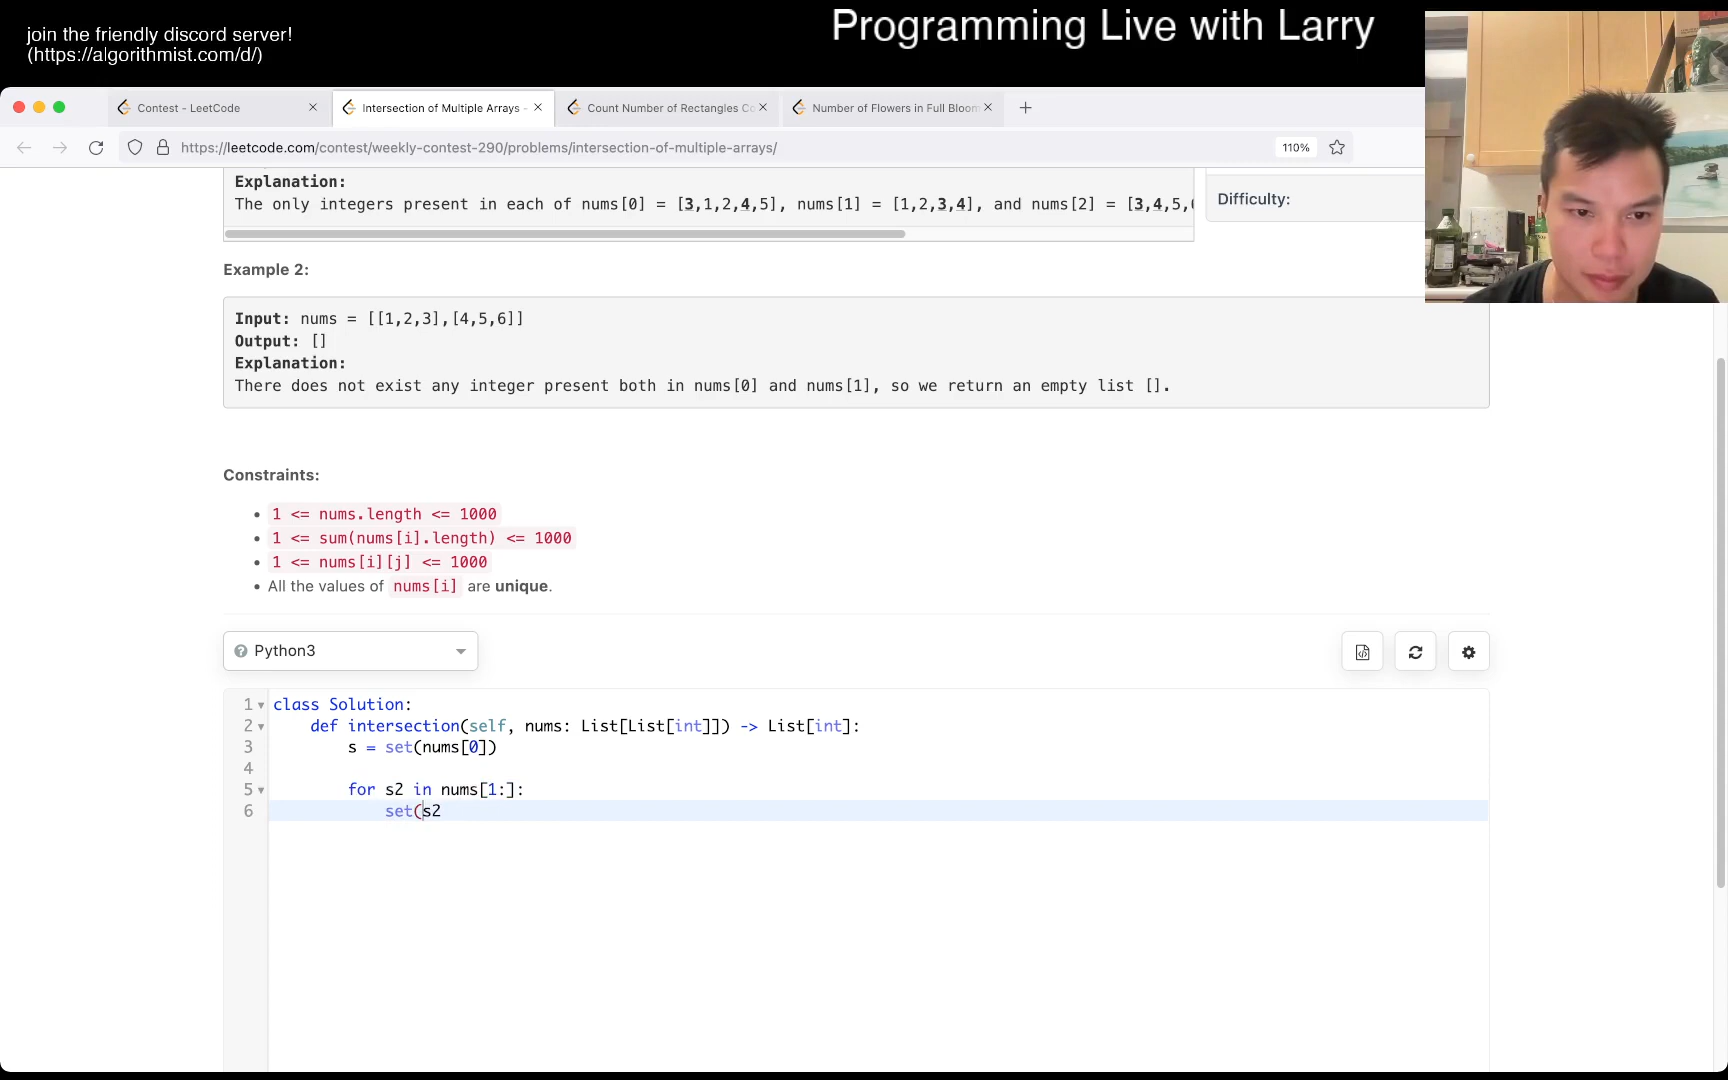 join the friendly discord server!
(https://algorithmist.com/d/)
Programming Live with Larry
Contest - LeetCode
Intersection of Multiple Arrays -
Count Number of Rectangles Co
Number of Flowers in Full Bloom
https://leetcode.com/contest/weekly-contest-290/problems/intersection-of-multiple-arrays/
110%
Explanation:
The only integers present in each of nums[0] = [3,1,2,4,5], nums[1] = [1,2,3,4], and nums[2] = [3,4,5,
Difficulty:
Example 2:
Input: nums = [[1,2,3],[4,5,6]]
Output: []
Explanation:
There does not exist any integer present both in nums[0] and nums[1], so we return an empty list [].
Constraints:
1 <= nums.length <= 1000
1 <= sum(nums[i].length) <= 1000
1 <= nums[i][j] <= 1000
All the values of nums[i] are unique.
Python3
1 class Solution:
2 def intersection(self, nums: List[List[int]]) -> List[int]:
3 s = set(nums[0])
4
5 for s2 in nums[1:]:
6 set(s2